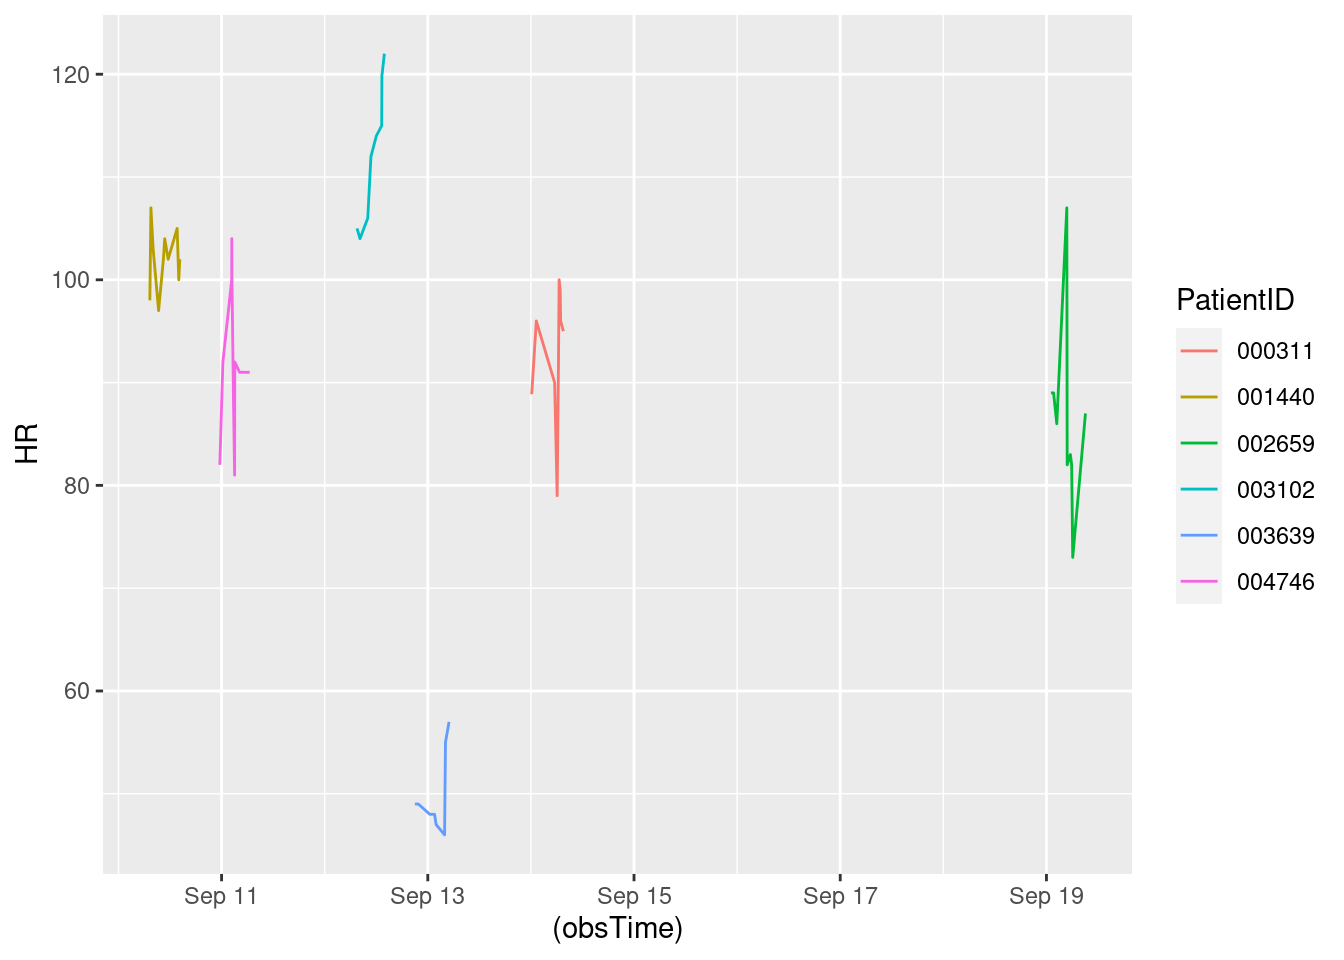 120
100
80
60
HR
Sep 11
Sep 13
Sep 15
Sep 17
Sep 19
(obsTime)
PatientID
000311
001440
002659
003102
003639
004746